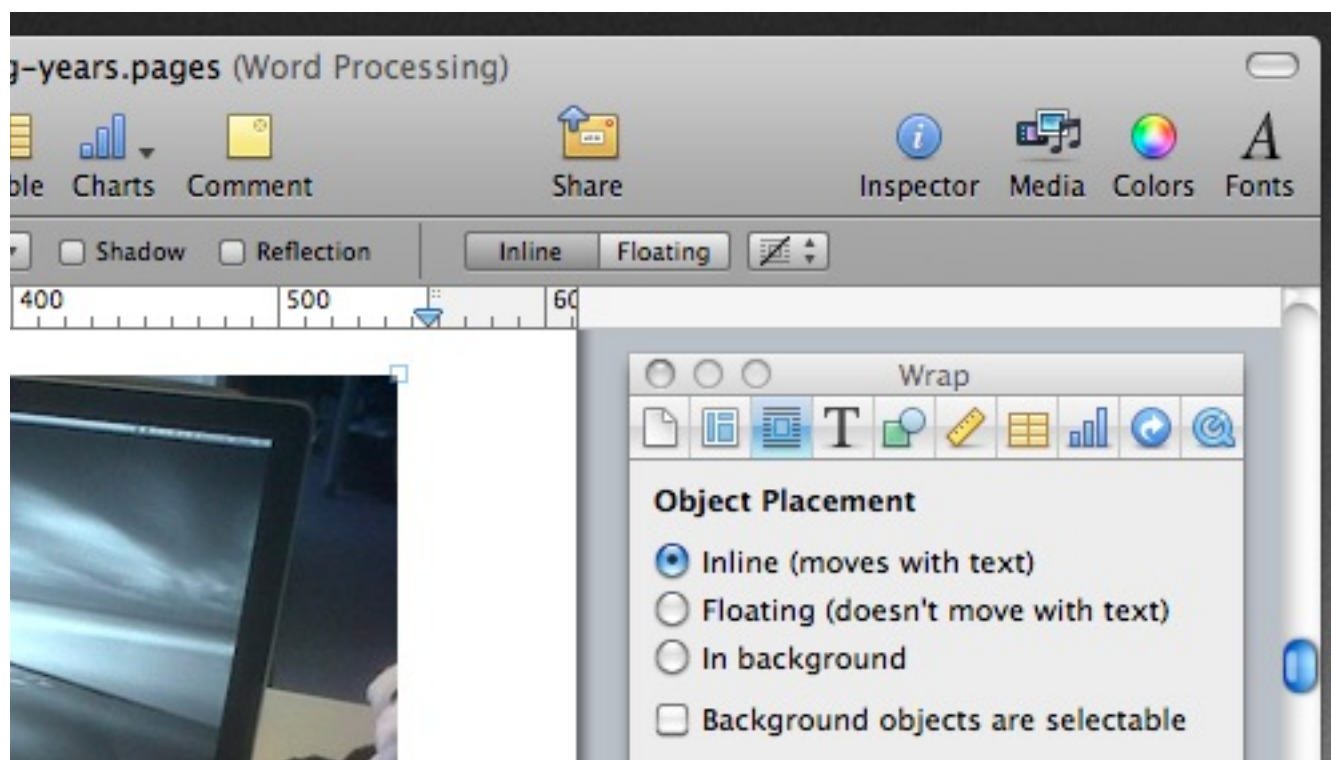 g-years.pages (Word Processing)
ble Charts Comment Share Inspector Media Colors Fonts
Shadow Reflection Inline Floating
400 500 60
Wrap
T
Object Placement
Inline (moves with text)
Floating (doesn't move with text)
In background
Background objects are selectable